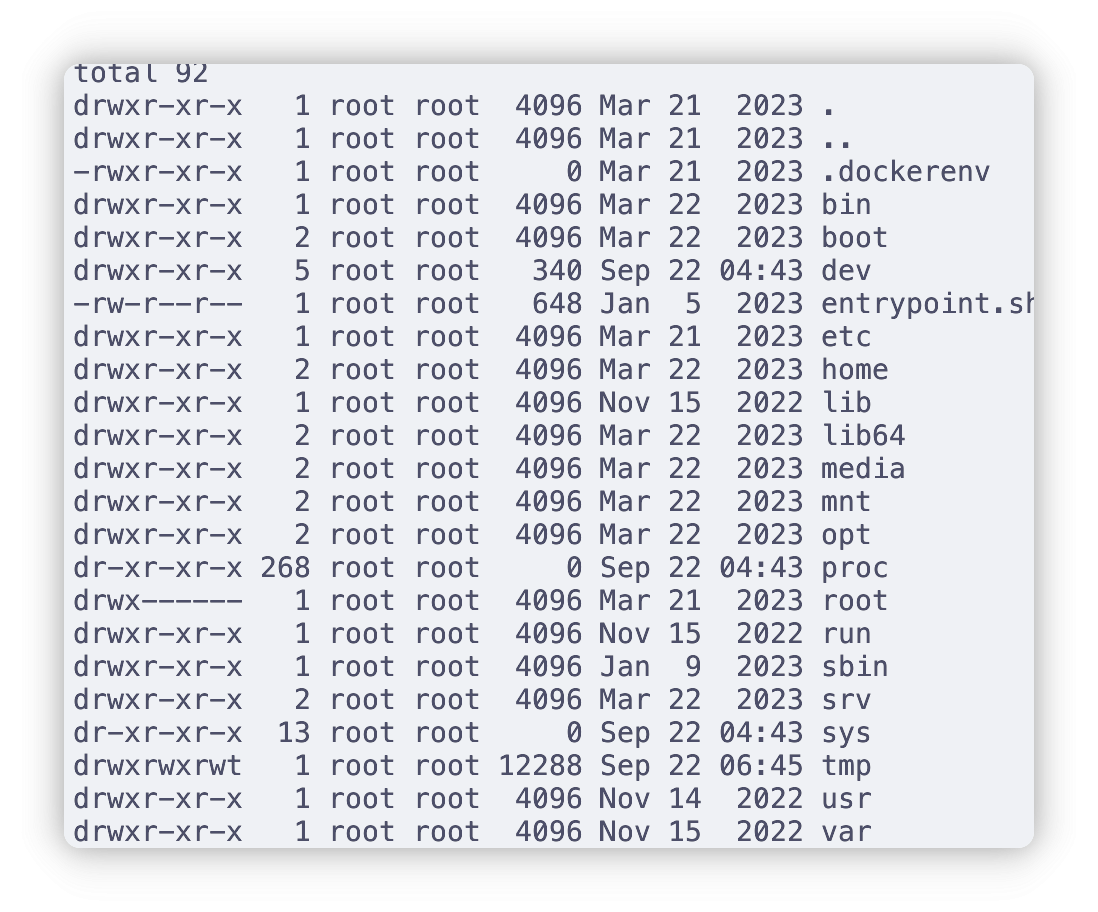 total 92
drwxr-xr-x   1 root root  4096 Mar 21  2023 .
drwxr-xr-x   1 root root  4096 Mar 21  2023 ..
-rwxr-xr-x   1 root root     0 Mar 21  2023 .dockerenv
drwxr-xr-x   1 root root  4096 Mar 22  2023 bin
drwxr-xr-x   2 root root  4096 Mar 22  2023 boot
drwxr-xr-x   5 root root   340 Sep 22 04:43 dev
-rw-r--r--   1 root root   648 Jan  5  2023 entrypoint.sh
drwxr-xr-x   1 root root  4096 Mar 21  2023 etc
drwxr-xr-x   2 root root  4096 Mar 22  2023 home
drwxr-xr-x   1 root root  4096 Nov 15  2022 lib
drwxr-xr-x   2 root root  4096 Mar 22  2023 lib64
drwxr-xr-x   2 root root  4096 Mar 22  2023 media
drwxr-xr-x   2 root root  4096 Mar 22  2023 mnt
drwxr-xr-x   2 root root  4096 Mar 22  2023 opt
dr-xr-xr-x 268 root root     0 Sep 22 04:43 proc
drwx------   1 root root  4096 Mar 21  2023 root
drwxr-xr-x   1 root root  4096 Nov 15  2022 run
drwxr-xr-x   1 root root  4096 Jan  9  2023 sbin
drwxr-xr-x   2 root root  4096 Mar 22  2023 srv
dr-xr-xr-x  13 root root     0 Sep 22 04:43 sys
drwxrwxrwt   1 root root 12288 Sep 22 06:45 tmp
drwxr-xr-x   1 root root  4096 Nov 14  2022 usr
drwxr-xr-x   1 root root  4096 Nov 15  2022 var